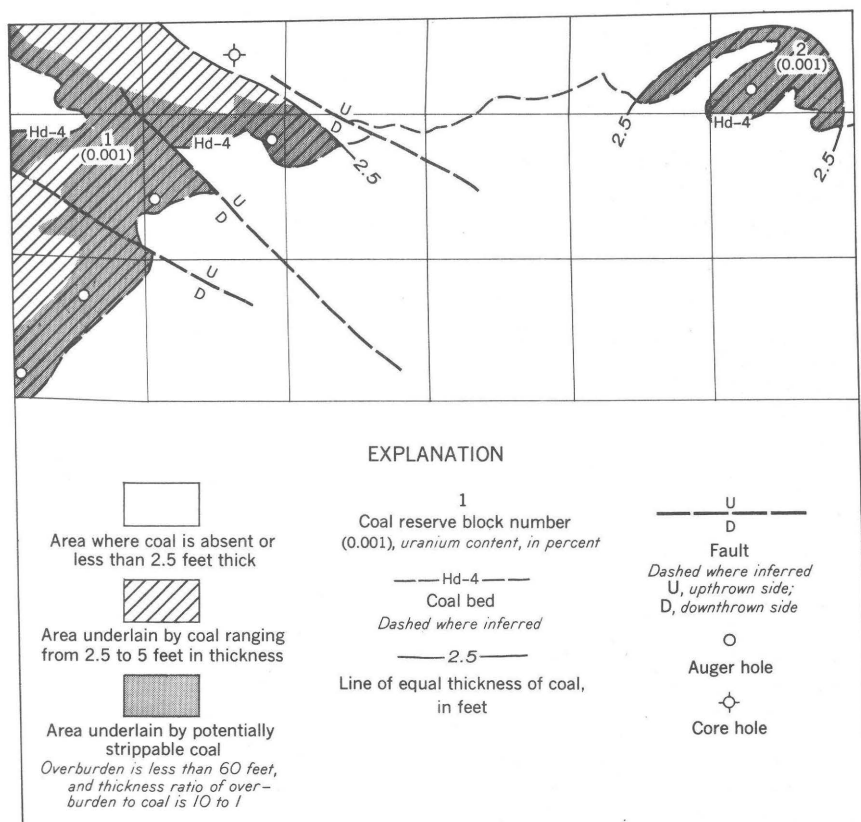 2
(0.001)
U
D
Hd-4
1
(0.001)
Hd-4
2.5
2.5
Hd-4
2.5
U
D
U
D
EXPLANATION
Area where coal is absent or
less than 2.5 feet thick
Area underlain by coal ranging
from 2.5 to 5 feet in thickness
Area underlain by potentially
strippable coal
Overburden is less than 60 feet,
and thickness ratio of over-
burden to coal is 10 to 1
1
Coal reserve block number
(0.001), uranium content, in percent
Hd-4
Coal bed
Dashed where inferred
2.5
Line of equal thickness of coal,
in feet
U
D
Fault
Dashed where inferred
U, upthrown side;
D, downthrown side
Auger hole
Core hole